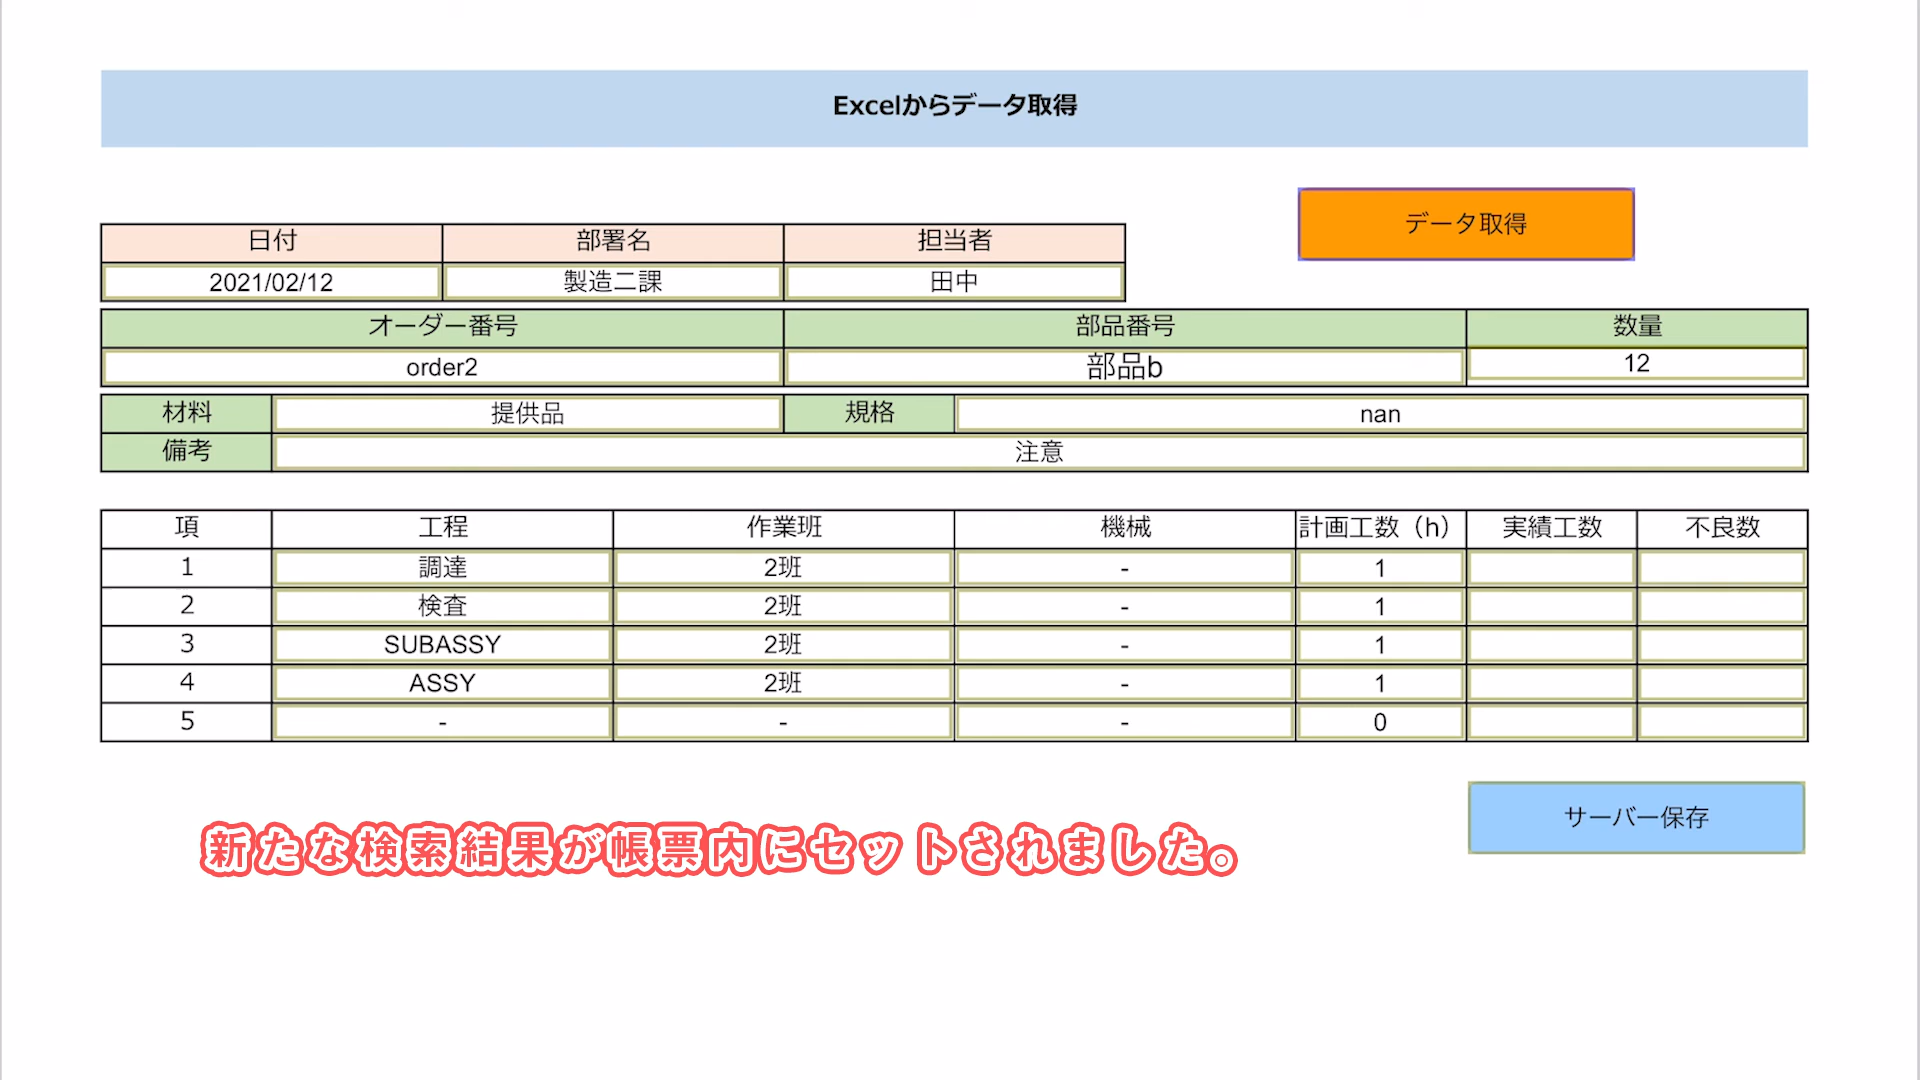 Excelからデータ取得
データ取得
日付 部署名 担当者
2021/02/12 製造二課 田中
オーダー番号 部品番号 数量
order2 部品b 12
材料 提供品 規格 nan
備考 注意
項 工程 作業班 機械 計画工数（h） 実績工数 不良数
1 調達 2班 - 1
2 検査 2班 - 1
3 SUBASSY 2班 - 1
4 ASSY 2班 - 1
5 - - - 0
サーバー保存
新たな検索結果が帳票内にセットされました。